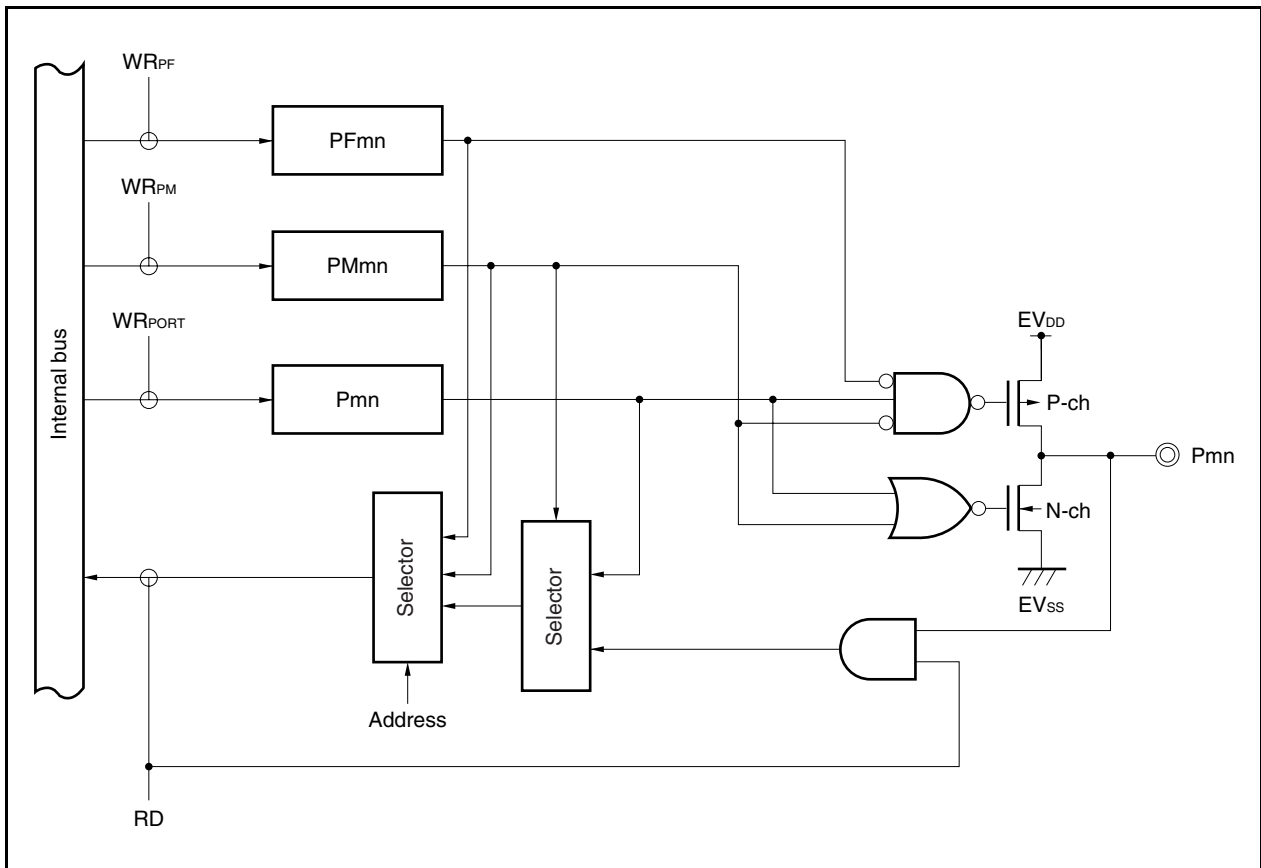 WRPF
PFmn
WRPM
PMmn
WRPORT
Internal bus
Pmn
EVDD
P-ch
Pmn
N-ch
EVSS
Selector
Selector
Address
RD